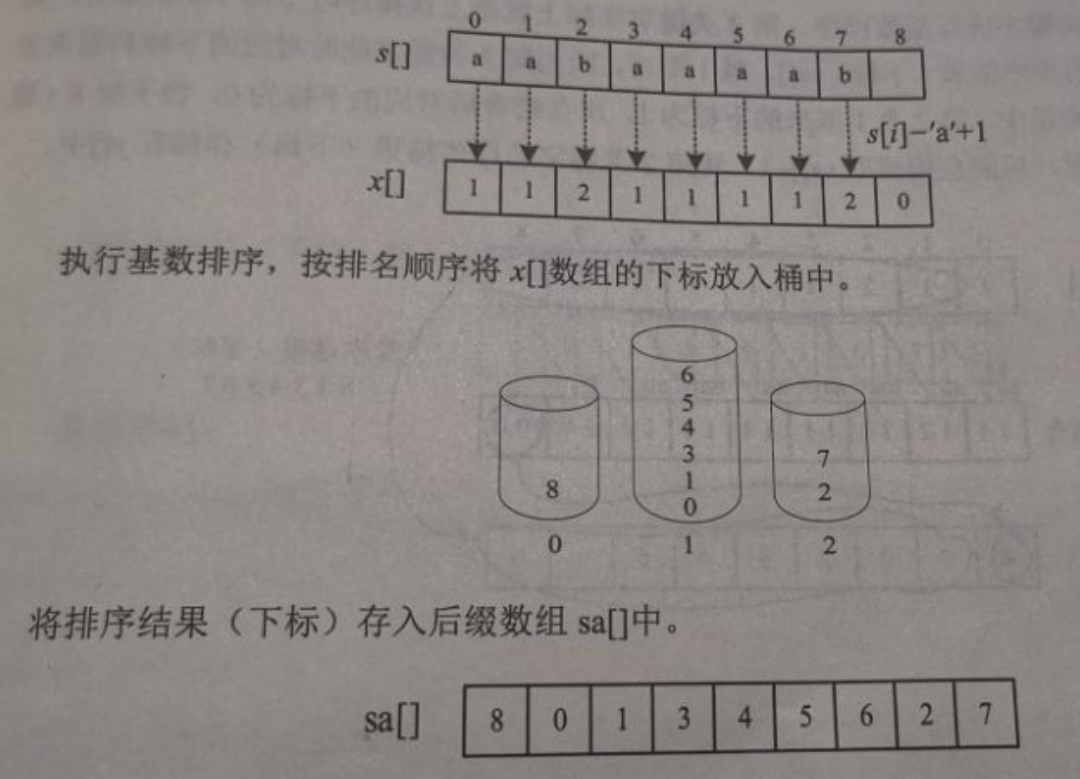 0 1 2 3 4 5 6 7 8
s[] a a b a a a a b
s[i]-'a'+1
x[] 1 1 2 1 1 1 1 2 0
执行基数排序，按排名顺序将 x[]数组的下标放入桶中。
6
5
4
3
1
0
7
2
8
0 1 2
将排序结果（下标）存入后缀数组 sa[]中。
sa[] 8 0 1 3 4 5 6 2 7